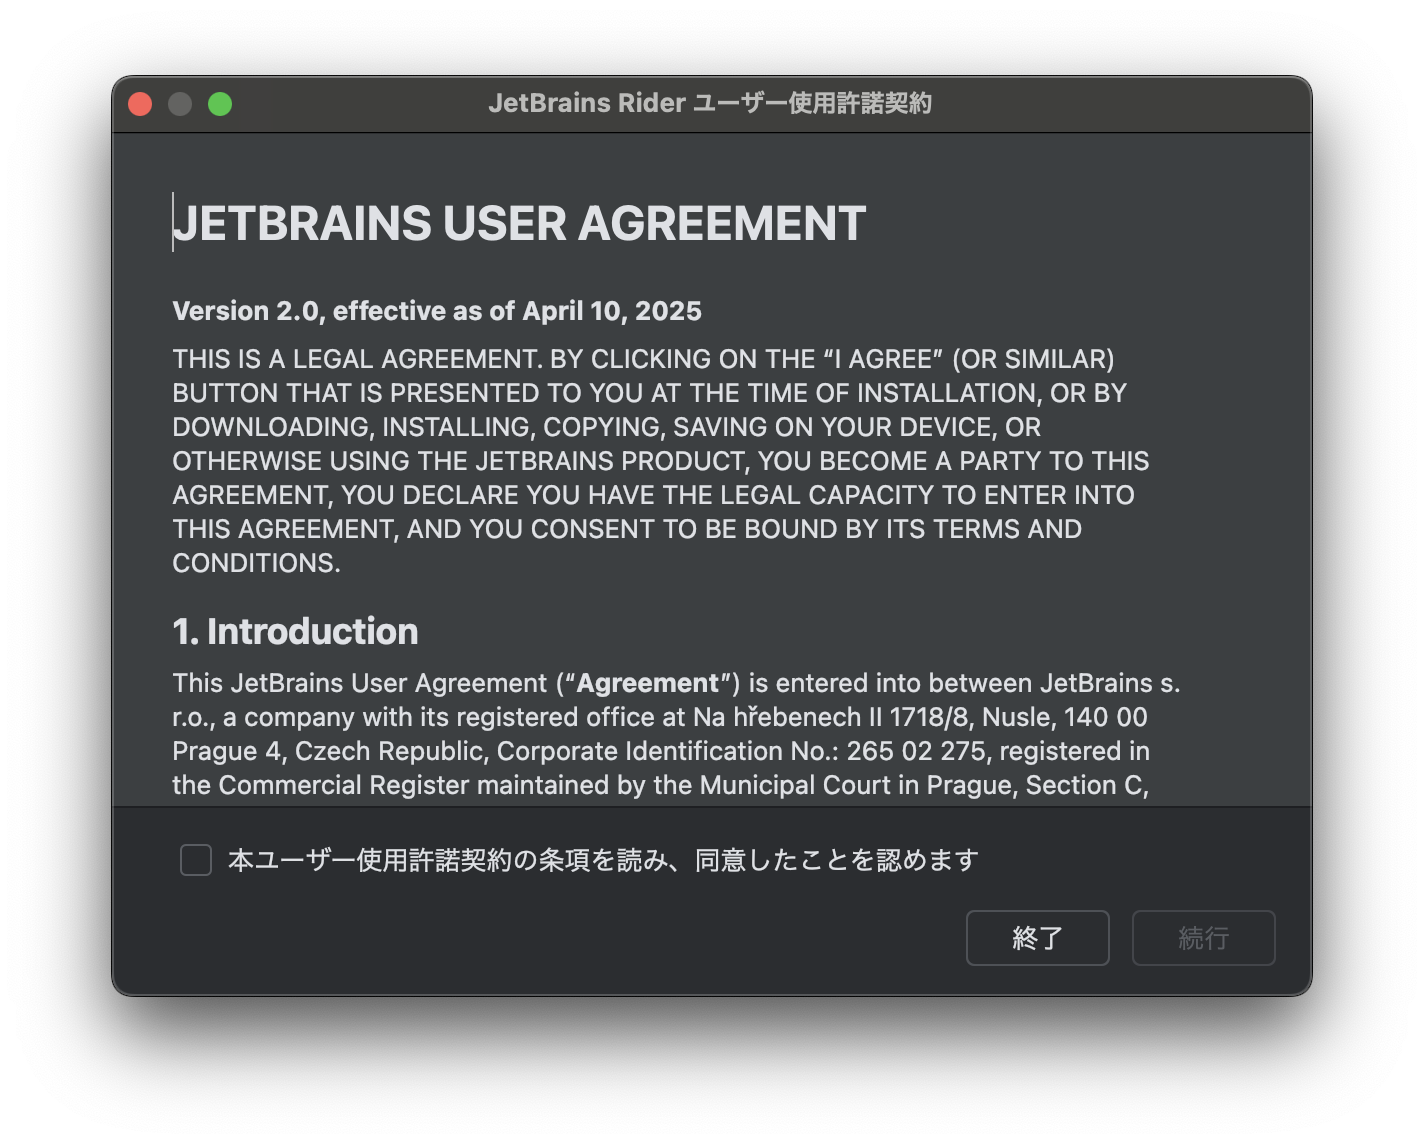 JetBrains Rider ユーザー使用許諾契約
JETBRAINS USER AGREEMENT
Version 2.0, effective as of April 10, 2025
THIS IS A LEGAL AGREEMENT. BY CLICKING ON THE “I AGREE” (OR SIMILAR)
BUTTON THAT IS PRESENTED TO YOU AT THE TIME OF INSTALLATION, OR BY
DOWNLOADING, INSTALLING, COPYING, SAVING ON YOUR DEVICE, OR
OTHERWISE USING THE JETBRAINS PRODUCT, YOU BECOME A PARTY TO THIS
AGREEMENT, YOU DECLARE YOU HAVE THE LEGAL CAPACITY TO ENTER INTO
THIS AGREEMENT, AND YOU CONSENT TO BE BOUND BY ITS TERMS AND
CONDITIONS.
1. Introduction
This JetBrains User Agreement (“Agreement”) is entered into between JetBrains s.
r.o., a company with its registered office at Na hřebenech II 1718/8, Nusle, 140 00
Prague 4, Czech Republic, Corporate Identification No.: 265 02 275, registered in
the Commercial Register maintained by the Municipal Court in Prague, Section C,
本ユーザー使用許諾契約の条項を読み、同意したことを認めます
終了
続行